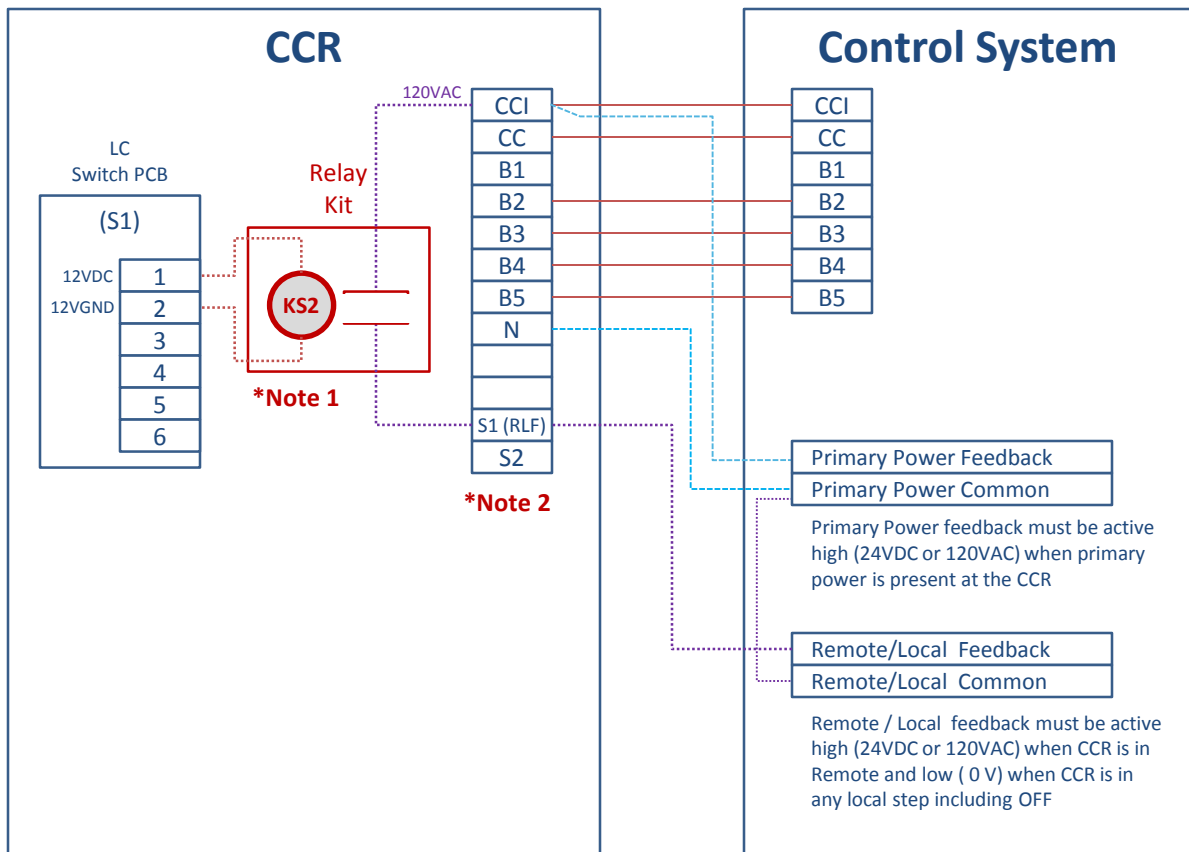 CCR
Control System
120VAC
LC
Switch PCB
(S1)
12VDC
12VGND
1
2
3
4
5
6
Relay
Kit
KS2
*Note 1
CCI
CC
B1
B2
B3
B4
B5
N
S1 (RLF)
S2
*Note 2
CCI
CC
B1
B2
B3
B4
B5
Primary Power Feedback
Primary Power Common
Primary Power feedback must be active
high (24VDC or 120VAC) when primary
power is present at the CCR
Remote/Local Feedback
Remote/Local Common
Remote / Local feedback must be active
high (24VDC or 120VAC) when CCR is in
Remote and low ( 0 V) when CCR is in
any local step including OFF